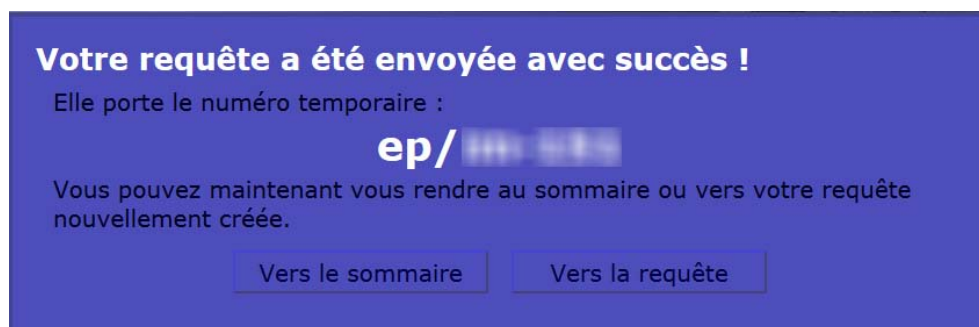 Votre requête a été envoyée avec succès !
Elle porte le numéro temporaire :
ep/
Vous pouvez maintenant vous rendre au sommaire ou vers votre requête
nouvellement créée.
Vers le sommaire Vers la requête